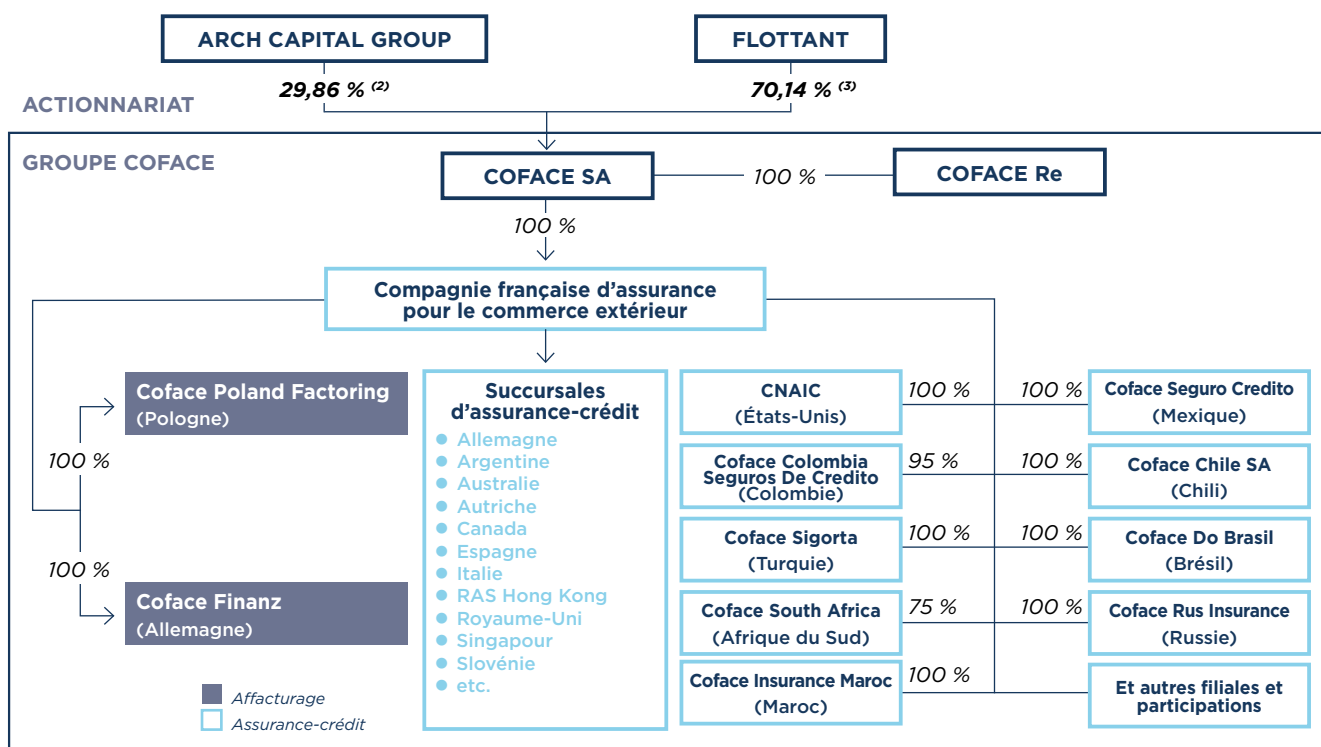 ARCH CAPITAL GROUP
FLOTTANT
29,86 % (2)
70,14 % (3)
ACTIONNARIAT
GROUPE COFACE
COFACE SA
100 %
COFACE Re
100 %
Compagnie française d'assurance
pour le commerce extérieur
Coface Poland Factoring
(Pologne)
100 %
100 %
Coface Finanz
(Allemagne)
Succursales
d'assurance-crédit
Allemagne
Argentine
Australie
Autriche
Canada
Espagne
Italie
RAS Hong Kong
Royaume-Uni
Singapour
Slovénie
etc.
CNAIC
(États-Unis)
100 %
100 %
Coface Seguro Credito
(Mexique)
Coface Colombia
Seguros De Credito
(Colombie)
95 %
100 %
Coface Chile SA
(Chili)
Coface Sigorta
(Turquie)
100 %
100 %
Coface Do Brasil
(Brésil)
Coface South Africa
(Afrique du Sud)
75 %
100 %
Coface Rus Insurance
(Russie)
Coface Insurance Maroc
(Maroc)
100 %
Et autres filiales et
participations
Affacturage
Assurance-crédit